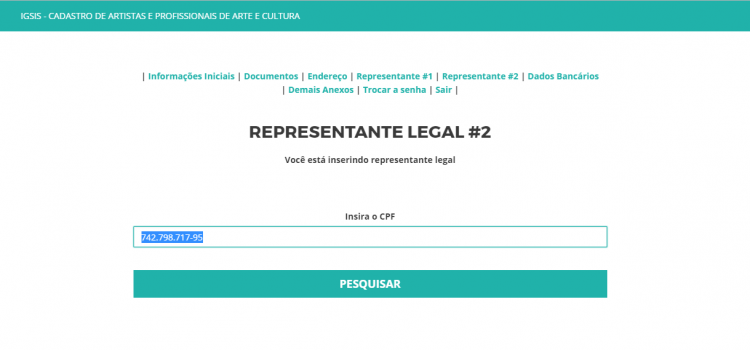 IGSIS - CADASTRO DE ARTISTAS E PROFISSIONAIS DE ARTE E CULTURA
| Informações Iniciais | Documentos | Endereço | Representante #1 | Representante #2 | Dados Bancários
| Demais Anexos | Trocar a senha | Sair |
REPRESENTANTE LEGAL #2
Você está inserindo representante legal
Insira o CPF
742.798.717-95
PESQUISAR